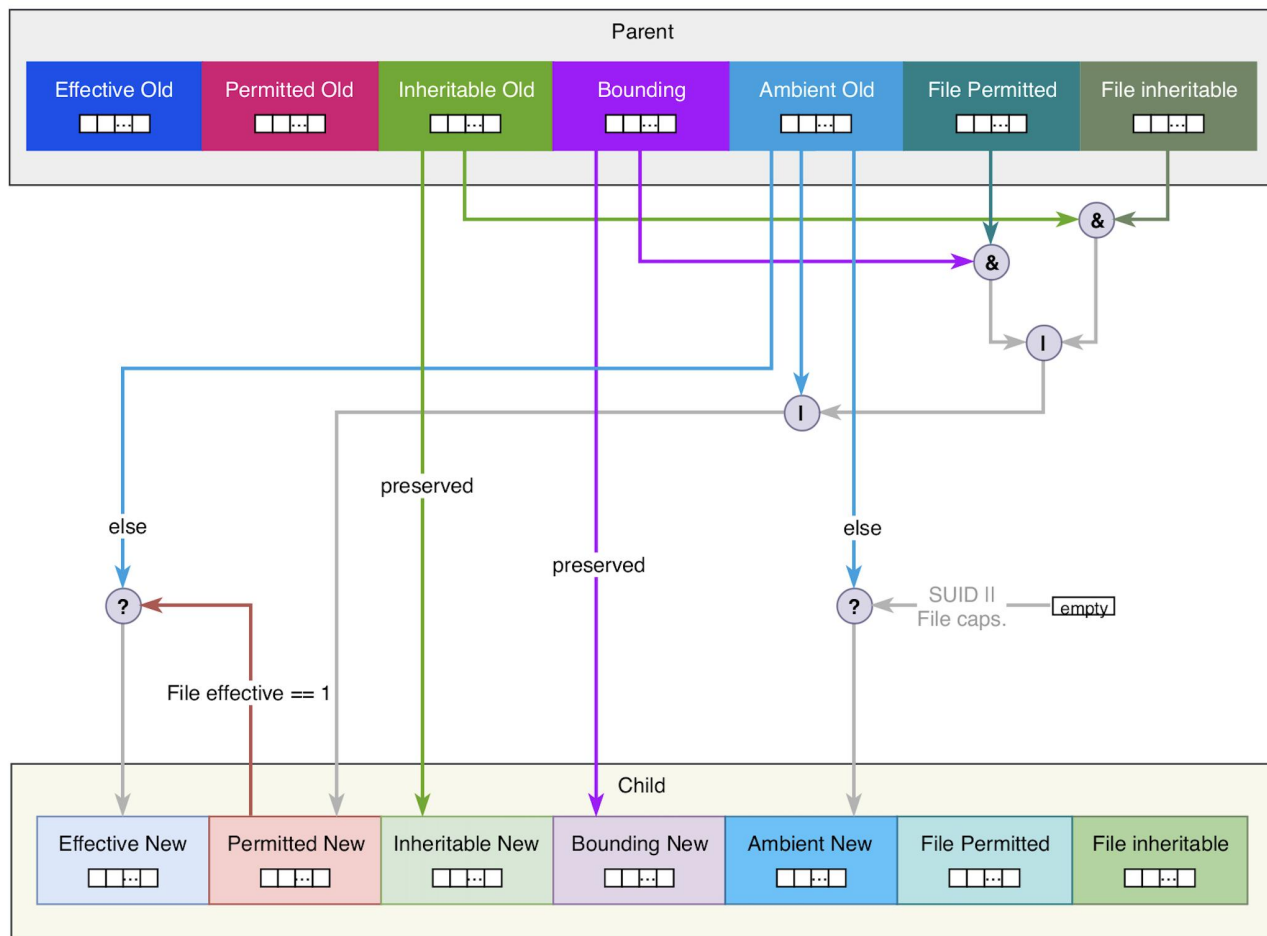 Parent
Effective Old
Permitted Old
Inheritable Old
Bounding
Ambient Old
File Permitted
File inheritable
...
...
...
...
...
...
...
&
&
I
I
preserved
else
else
preserved
?
?
SUID II
File caps.
empty
File effective == 1
Child
Effective New
Permitted New
Inheritable New
Bounding New
Ambient New
File Permitted
File inheritable
...
...
...
...
...
...
...